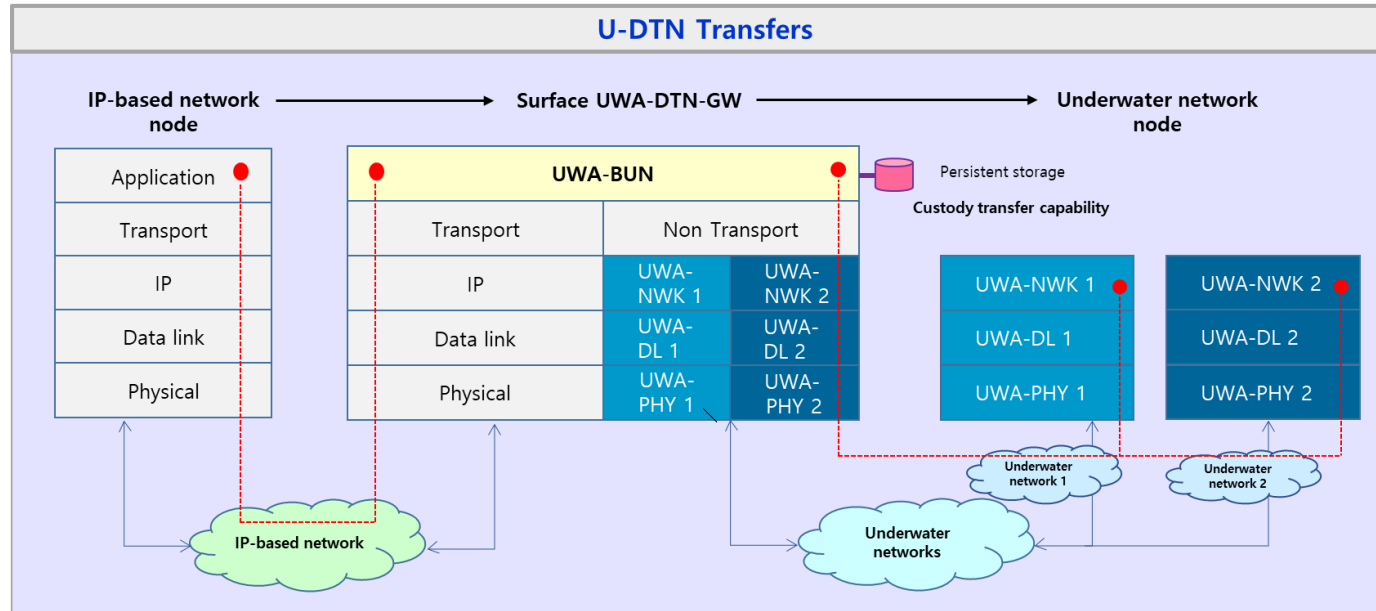 U-DTN Transfers
IP-based network
node
Surface UWA-DTN-GW
Underwater network
node
Application
Transport
IP
Data link
Physical
UWA-BUN
Transport
Non Transport
IP
UWA-
NWK 1
UWA-
NWK 2
Data link
UWA-
DL 1
UWA-
DL 2
Physical
UWA-
PHY 1
UWA-
PHY 2
Persistent storage
Custody transfer capability
UWA-NWK 1
UWA-DL 1
UWA-PHY 1
UWA-NWK 2
UWA-DL 2
UWA-PHY 2
Underwater
network 1
Underwater
network 2
IP-based network
Underwater
networks